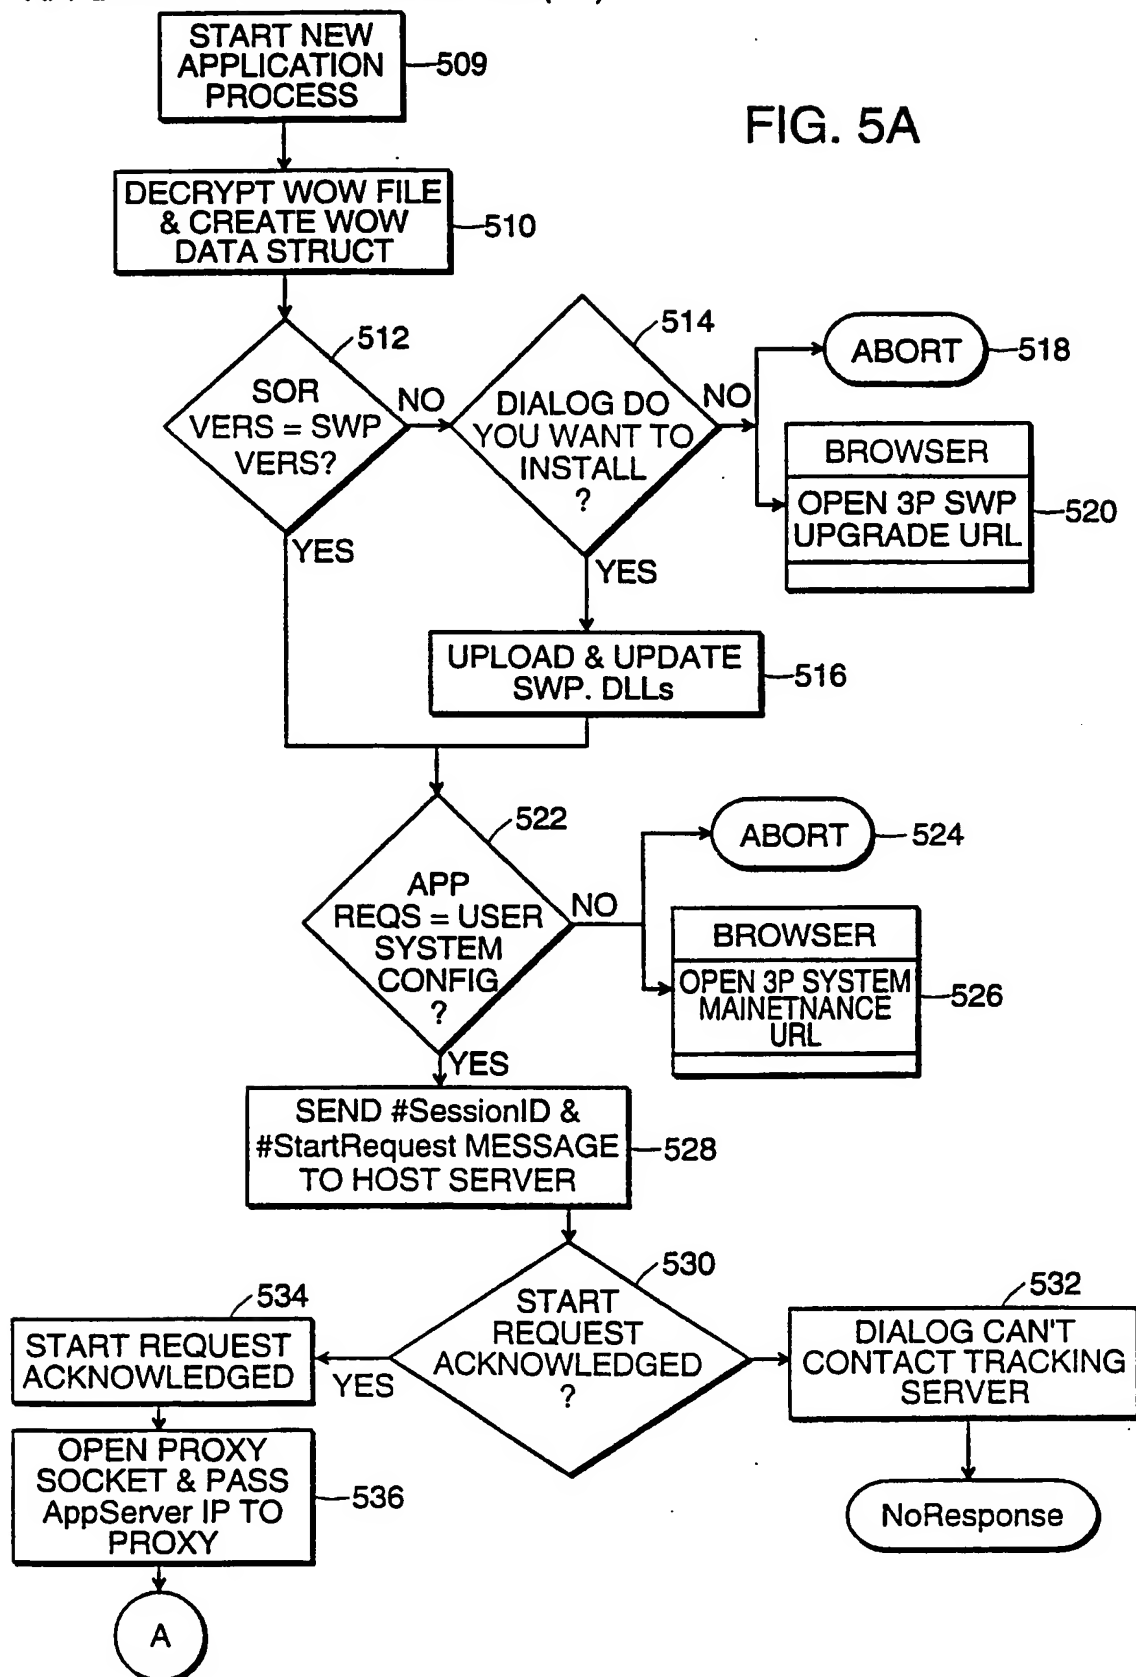 START NEW
APPLICATION
PROCESS
509
FIG. 5A
DECRYPT WOW FILE
& CREATE WOW
DATA STRUCT
510
512
SOR
VERS = SWP
VERS?
NO
YES
514
DIALOG DO
YOU WANT TO
INSTALL
?
NO
YES
ABORT
518
BROWSER
OPEN 3P SWP
UPGRADE URL
520
UPLOAD & UPDATE
SWP. DLLs
516
522
APP
REQS = USER
SYSTEM
CONFIG
?
NO
YES
ABORT
524
BROWSER
OPEN 3P SYSTEM
MAINETNANCE
URL
526
SEND #SessionID &
#StartRequest MESSAGE
TO HOST SERVER
528
530
START
REQUEST
ACKNOWLEDGED
?
YES
532
DIALOG CAN'T
CONTACT TRACKING
SERVER
NoResponse
534
START REQUEST
ACKNOWLEDGED
OPEN PROXY
SOCKET & PASS
AppServer IP TO
PROXY
536
A